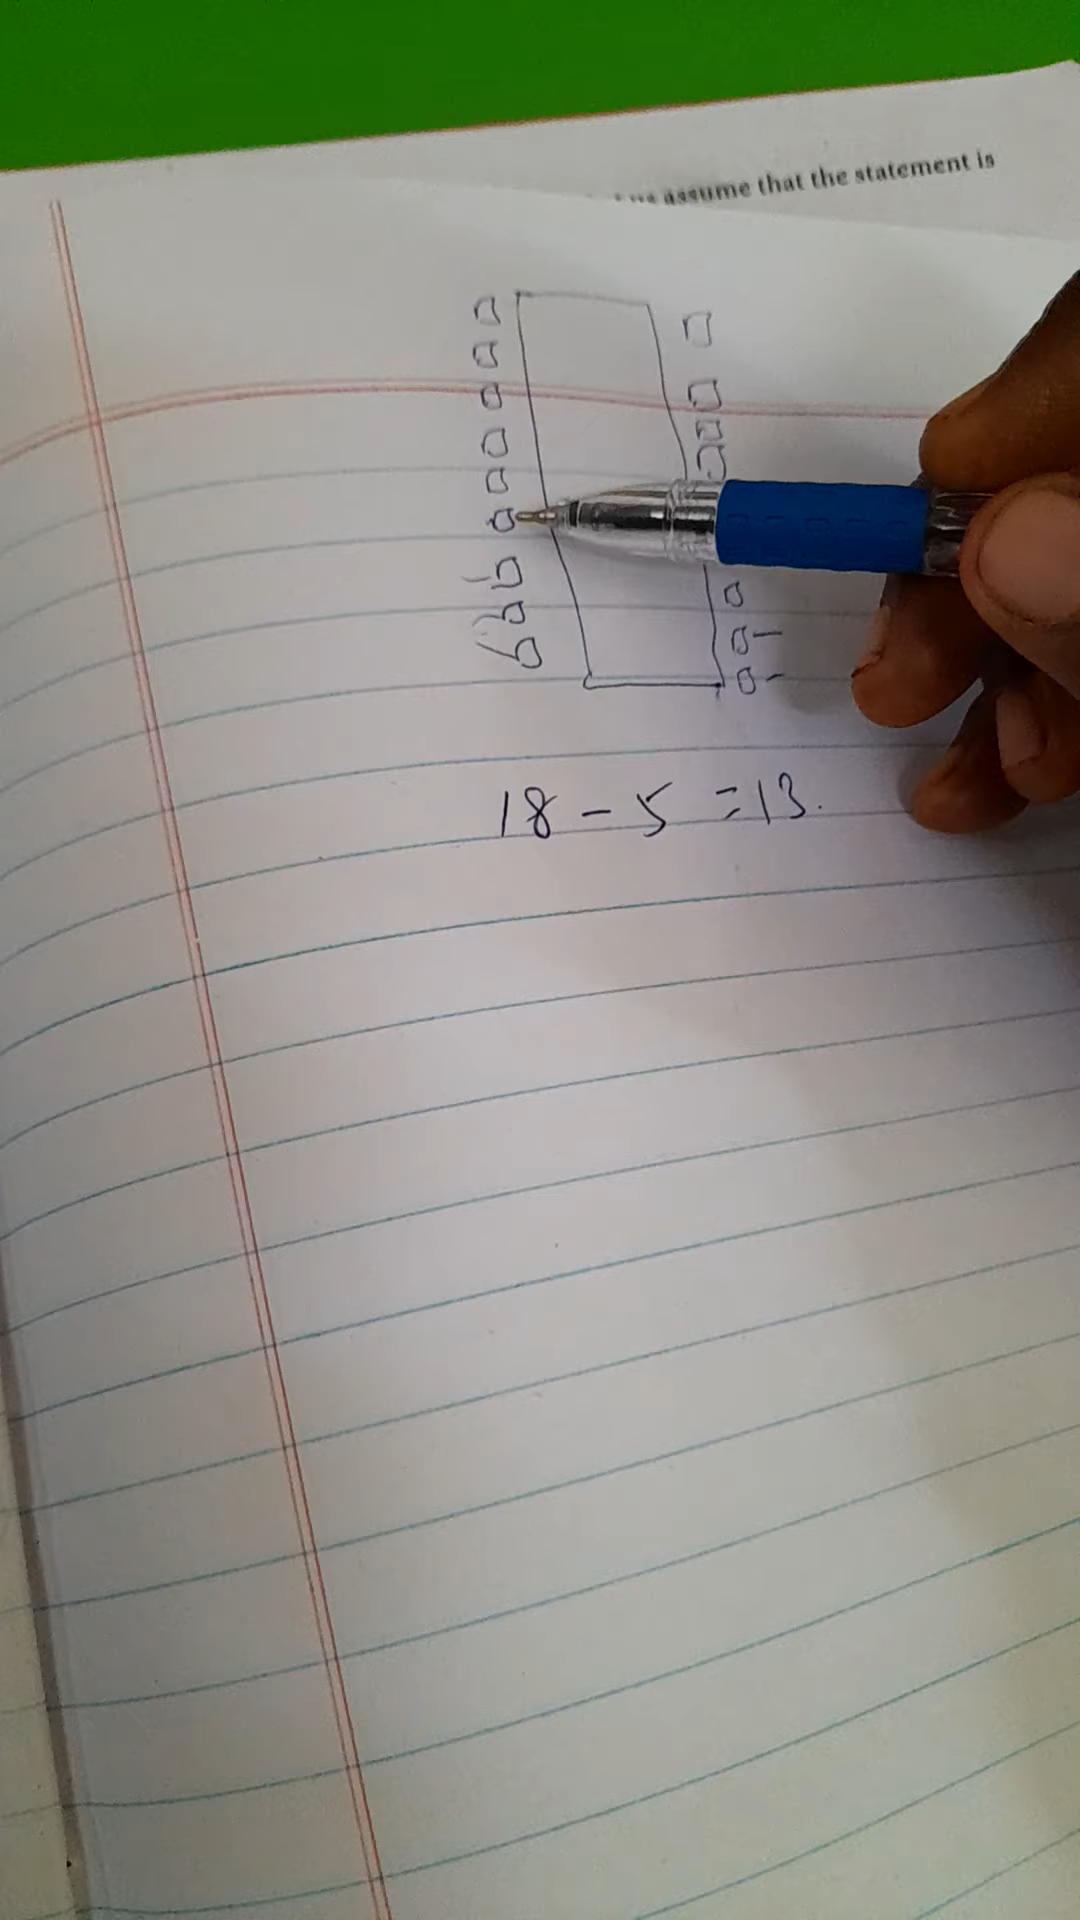 assume that the statement is
18 - 5 = 13.